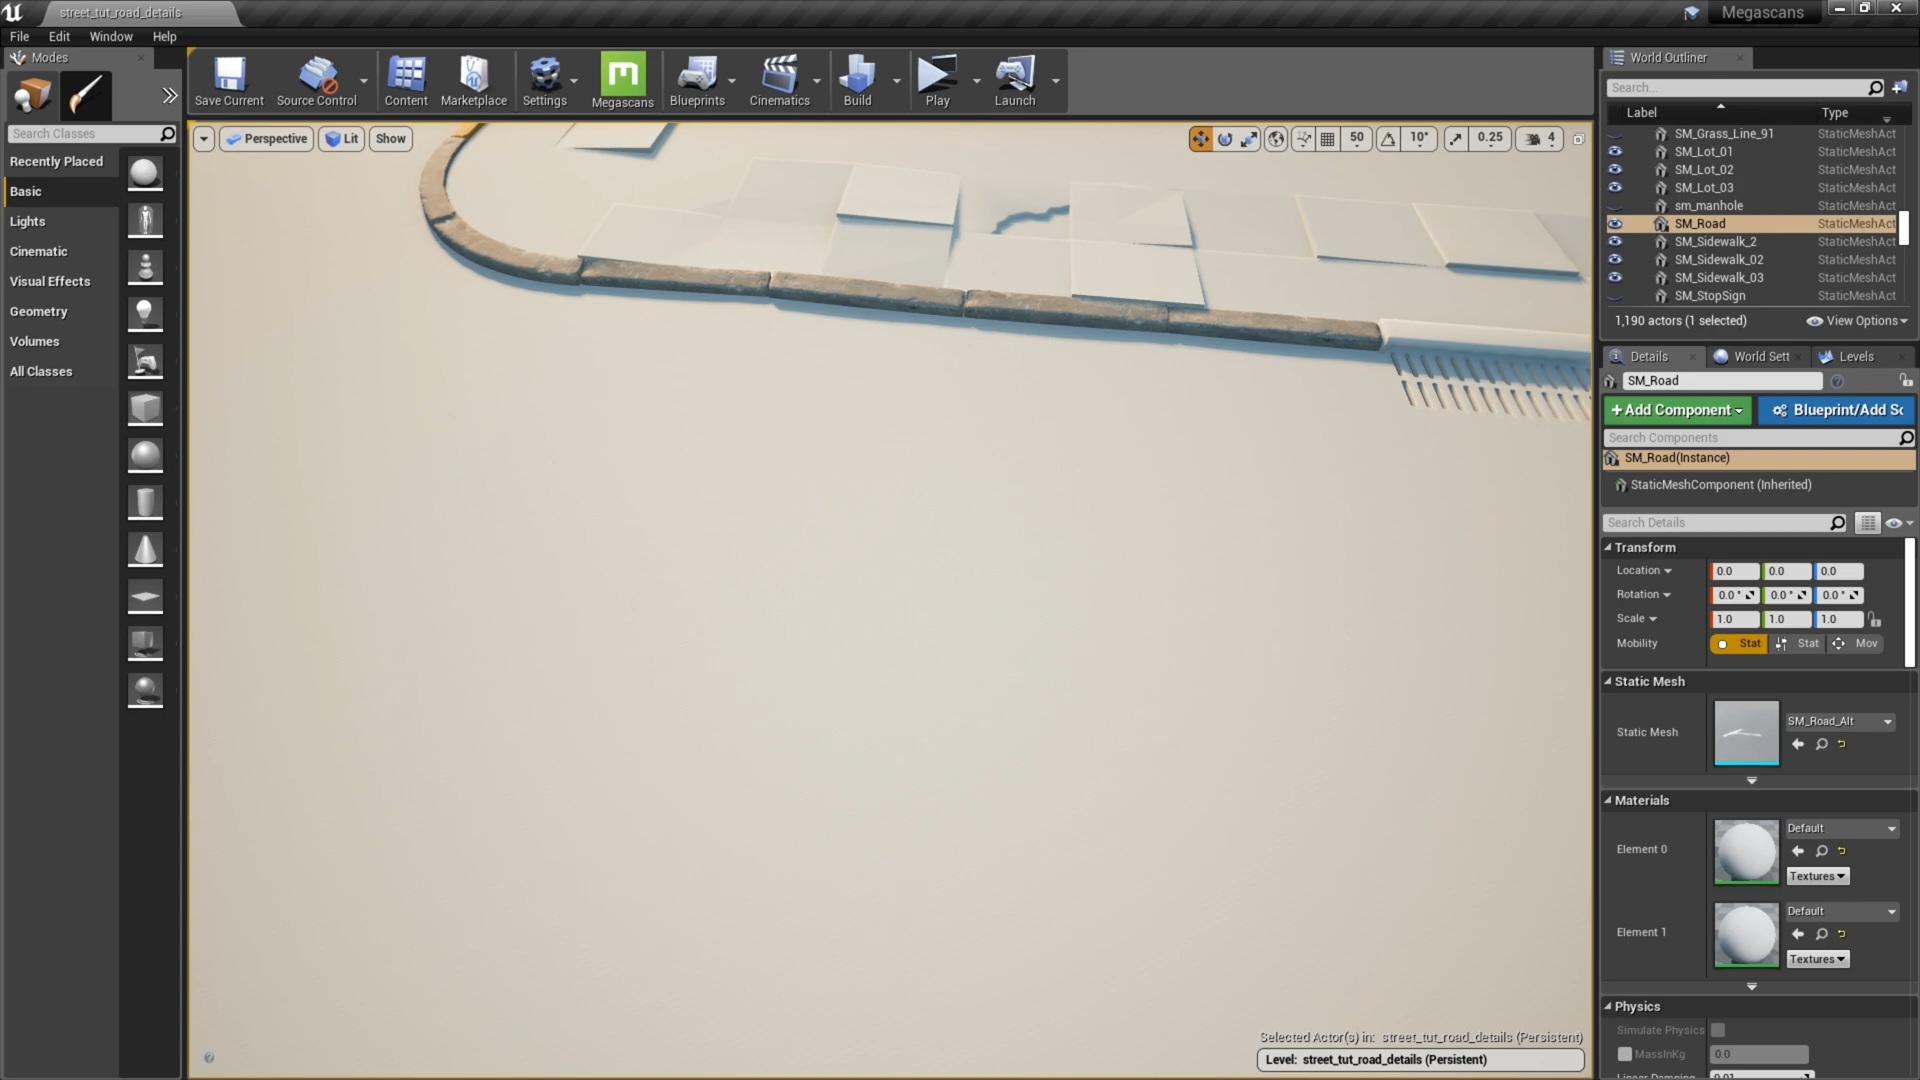 street_tut_road_details
Megascans
File Edit Window Help
Modes
World Outliner
Save Current Source Control Content Marketplace Settings Megascans Blueprints Cinematics Build Play Launch
Search Classes
Search...
Perspective Lit Show
50 10° 0.25 4
Label Type
Recently Placed
Basic
Lights
Cinematic
Visual Effects
Geometry
Volumes
All Classes
SM_Grass_Line_91 StaticMeshAct
SM_Lot_01 StaticMeshAct
SM_Lot_02 StaticMeshAct
SM_Lot_03 StaticMeshAct
sm_manhole StaticMeshAct
SM_Road StaticMeshAct
SM_Sidewalk_2 StaticMeshAct
SM_Sidewalk_02 StaticMeshAct
SM_Sidewalk_03 StaticMeshAct
SM_StopSign StaticMeshAct
1,190 actors (1 selected) View Options
Details World Sett Levels
SM_Road
+Add Component Blueprint/Add Sc
Search Components
SM_Road(Instance)
StaticMeshComponent (Inherited)
Search Details
Transform
Location 0.0 0.0 0.0
Rotation 0.0 ° 0.0 ° 0.0 °
Scale 1.0 1.0 1.0
Mobility Stat Stat Mov
Static Mesh
Static Mesh SM_Road_Alt
Materials
Element 0 Default
Textures
Element 1 Default
Textures
Physics
Simulate Physics
MassInKg 0.0
Linear Damping 0.01
Selected Actor(s) in: street_tut_road_details (Persistent)
Level: street_tut_road_details (Persistent)